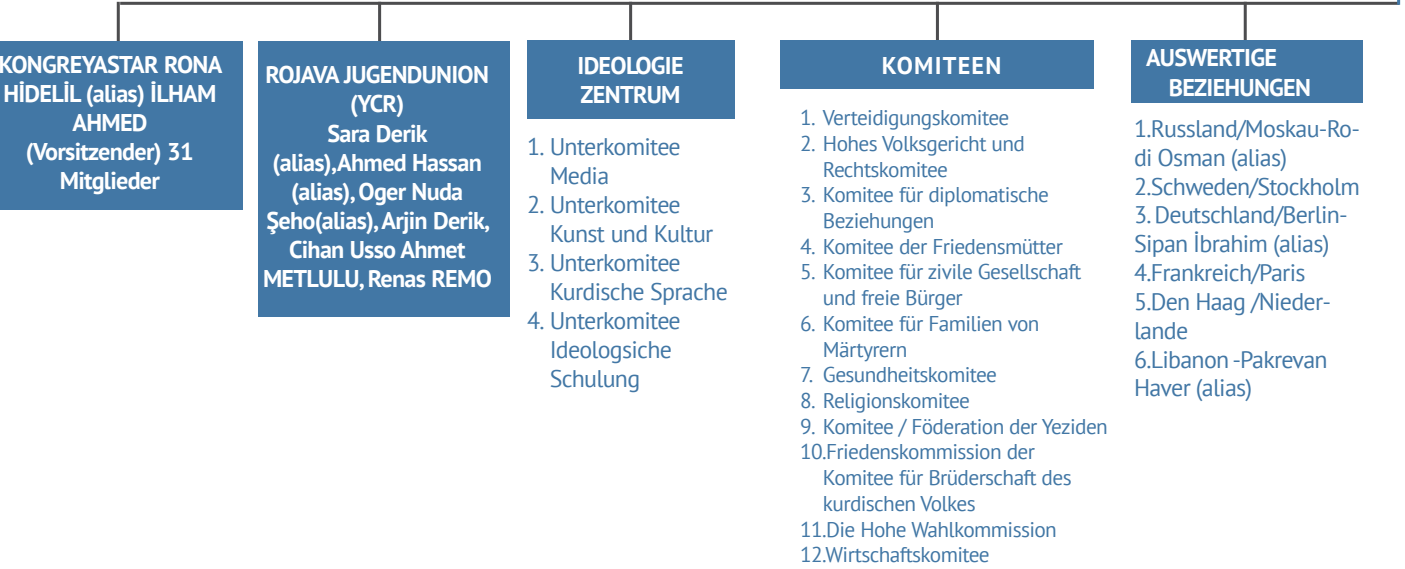 KONGREYASTAR RONA
HİDELİL (alias) İLHAM
AHMED
(Vorsitzender) 31
Mitglieder
ROJAVA JUGENDUNION
(YCR)
Sara Derik
(alias),Ahmed Hassan
(alias), Oger Nuda
Şeho(alias), Arjin Derik,
Cihan Usso Ahmet
METLULU, Renas REMO
IDEOLOGIE
ZENTRUM
1. Unterkomitee
Media
2. Unterkomitee
Kunst und Kultur
3. Unterkomitee
Kurdische Sprache
4. Unterkomitee
Ideologsiche
Schulung
KOMITEEN
1. Verteidigungskomitee
2. Hohes Volksgericht und
Rechtskomitee
3. Komitee für diplomatische
Beziehungen
4. Komitee der Friedensmütter
5. Komitee für zivile Gesellschaft
und freie Bürger
6. Komitee für Familien von
Märtyrern
7. Gesundheitskomitee
8. Religionskomitee
9. Komitee / Föderation der Yeziden
10.Friedenskommission der
Komitee für Brüderschaft des
kurdischen Volkes
11.Die Hohe Wahlkommission
12.Wirtschaftskomitee
AUSWERTIGE
BEZIEHUNGEN
1.Russland/Moskau-Ro-
di Osman (alias)
2.Schweden/Stockholm
3. Deutschland/Berlin-
Sipan İbrahim (alias)
4.Frankreich/Paris
5.Den Haag /Nieder-
lande
6.Libanon -Pakrevan
Haver (alias)